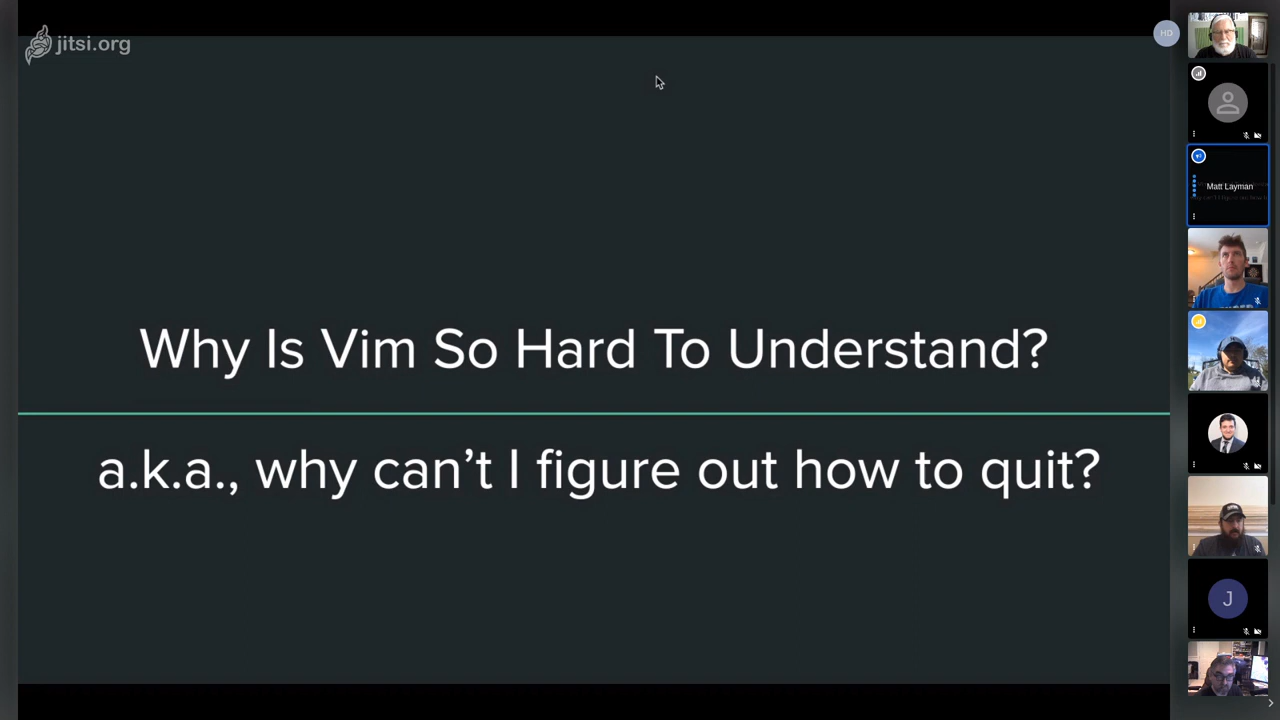 jitsi.org
HD
Why Is Vim So Hard To Understand?
a.k.a., why can’t I figure out how to quit?
Matt Layman
J